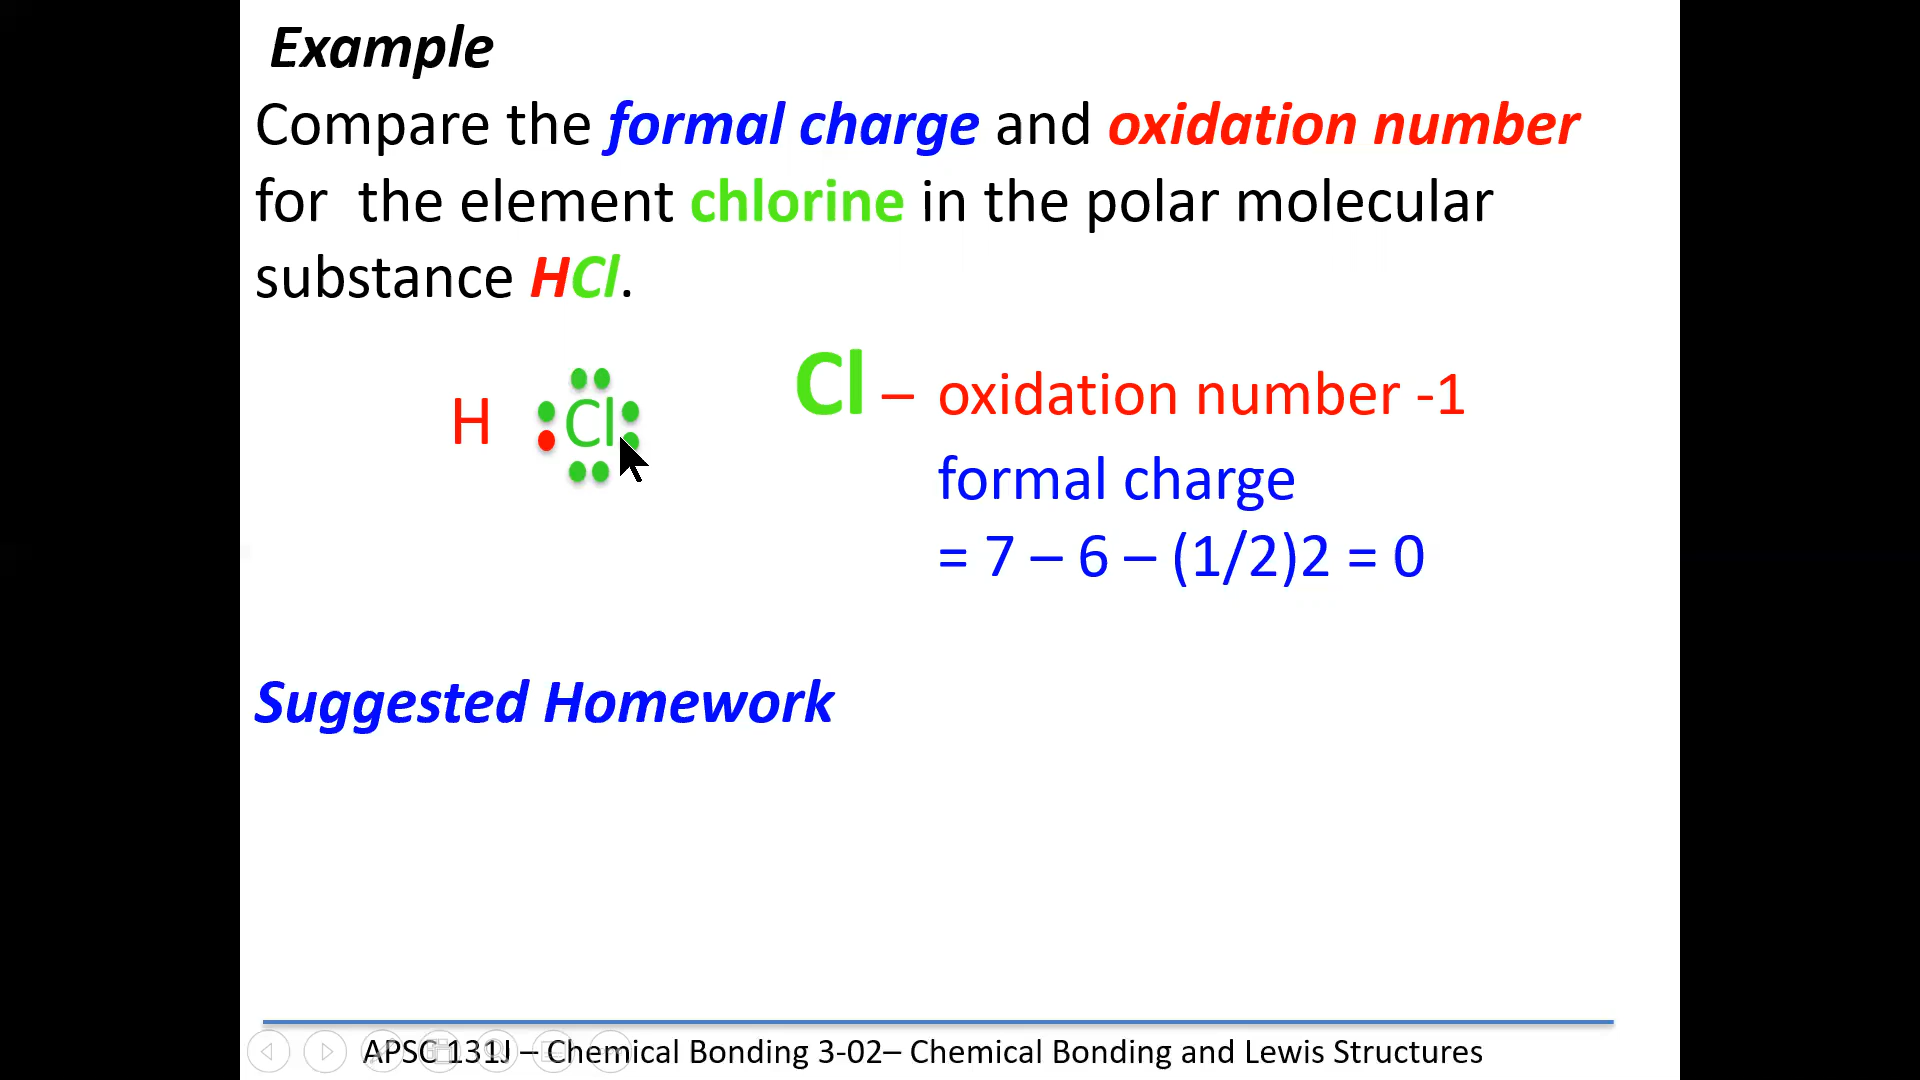 Example
Compare the formal charge and oxidation number
for the element chlorine in the polar molecular
substance HCl.
H Cl
Cl – oxidation number -1
formal charge
= 7 – 6 – (1/2)2 = 0
Suggested Homework
APSC 131J – Chemical Bonding 3-02– Chemical Bonding and Lewis Structures